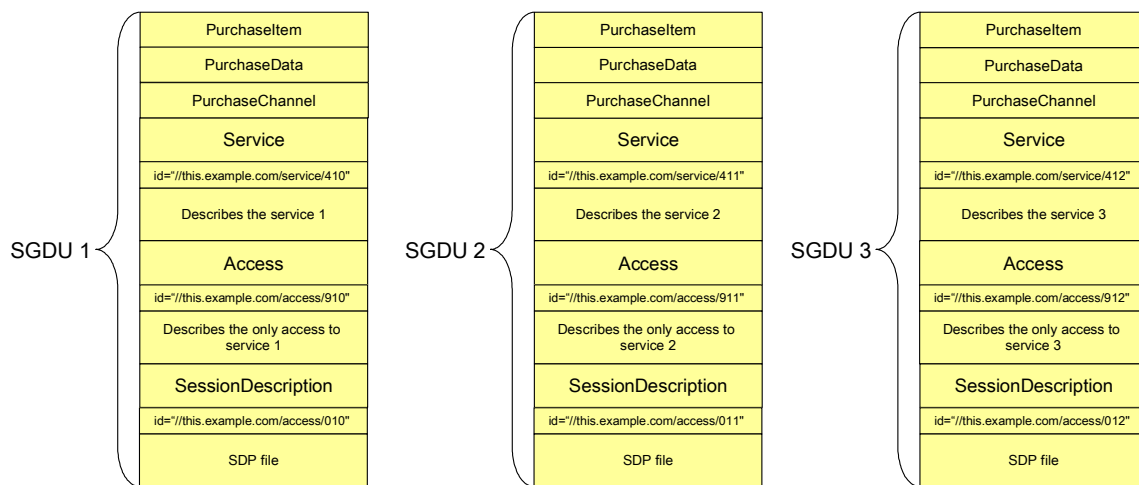 SGDU 1
PurchaseItem
PurchaseData
PurchaseChannel
Service
id="//this.example.com/service/410"
Describes the service 1
Access
id="//this.example.com/access/910"
Describes the only access to
service 1
SessionDescription
id="//this.example.com/access/010"
SDP file
SGDU 2
PurchaseItem
PurchaseData
PurchaseChannel
Service
id="//this.example.com/service/411"
Describes the service 2
Access
id="//this.example.com/access/911"
Describes the only access to
service 2
SessionDescription
id="//this.example.com/access/011"
SDP file
SGDU 3
PurchaseItem
PurchaseData
PurchaseChannel
Service
id="//this.example.com/service/412"
Describes the service 3
Access
id="//this.example.com/access/912"
Describes the only access to
service 3
SessionDescription
id="//this.example.com/access/012"
SDP file